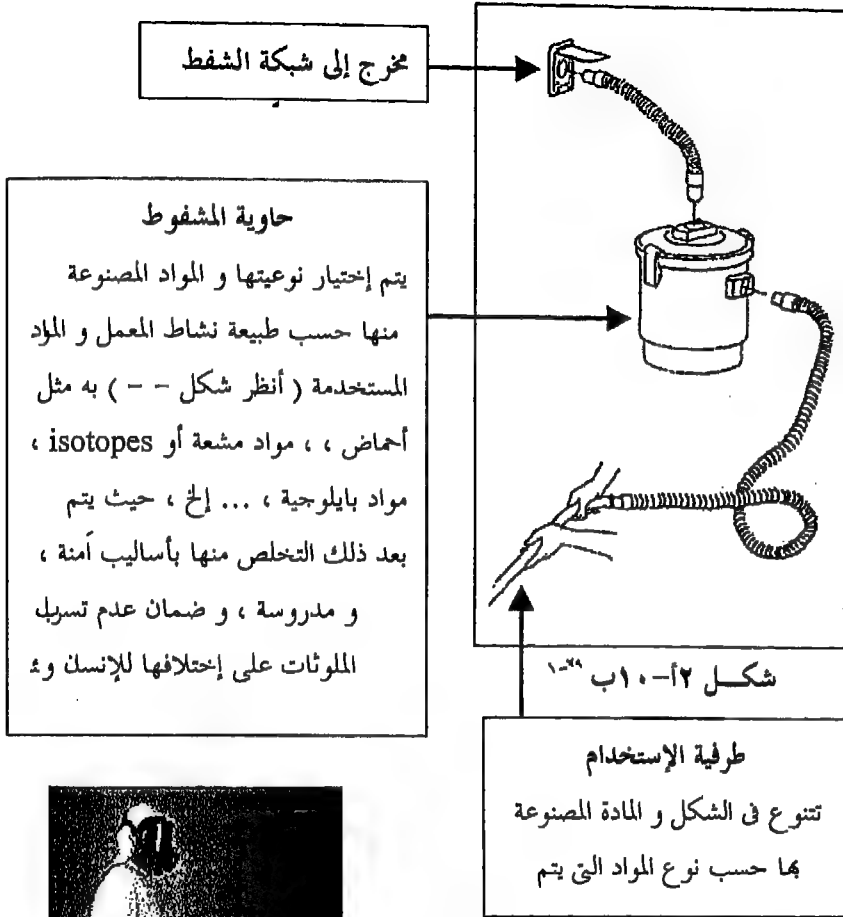 مخرج إلى شبكة الشفط
حاوية المشفوط
يتم إختيار نوعيتها و المواد المصنوعة
منها حسب طبيعة نشاط المعمل و المواد
المستخدمة ( أنظر شكل - - ) به مثل
أحماض ، ، مواد مشعة أو isotopes ،
مواد بايلوجية ، ... إلخ ، حيث يتم
بعد ذلك التخلص منها بأساليب آمنة ،
و مدروسة ، و ضمان عدم تسريب
الملوثات على إختلافها للإنسان و
شكل ٢أ-١٠ب
طرفية الإستخدام
تتنوع فى الشكل و المادة المصنوعة
بها حسب نوع المواد التى يتم